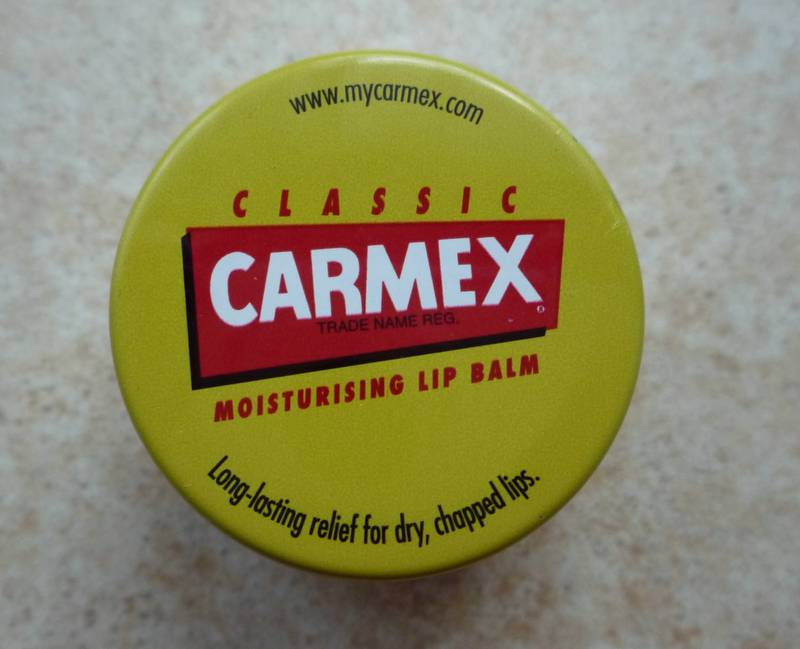 www.mycarmex.com
CLASSIC
CARMEX®
TRADE NAME REG.
MOISTURISING LIP BALM
Long-lasting relief for dry, chapped lips.